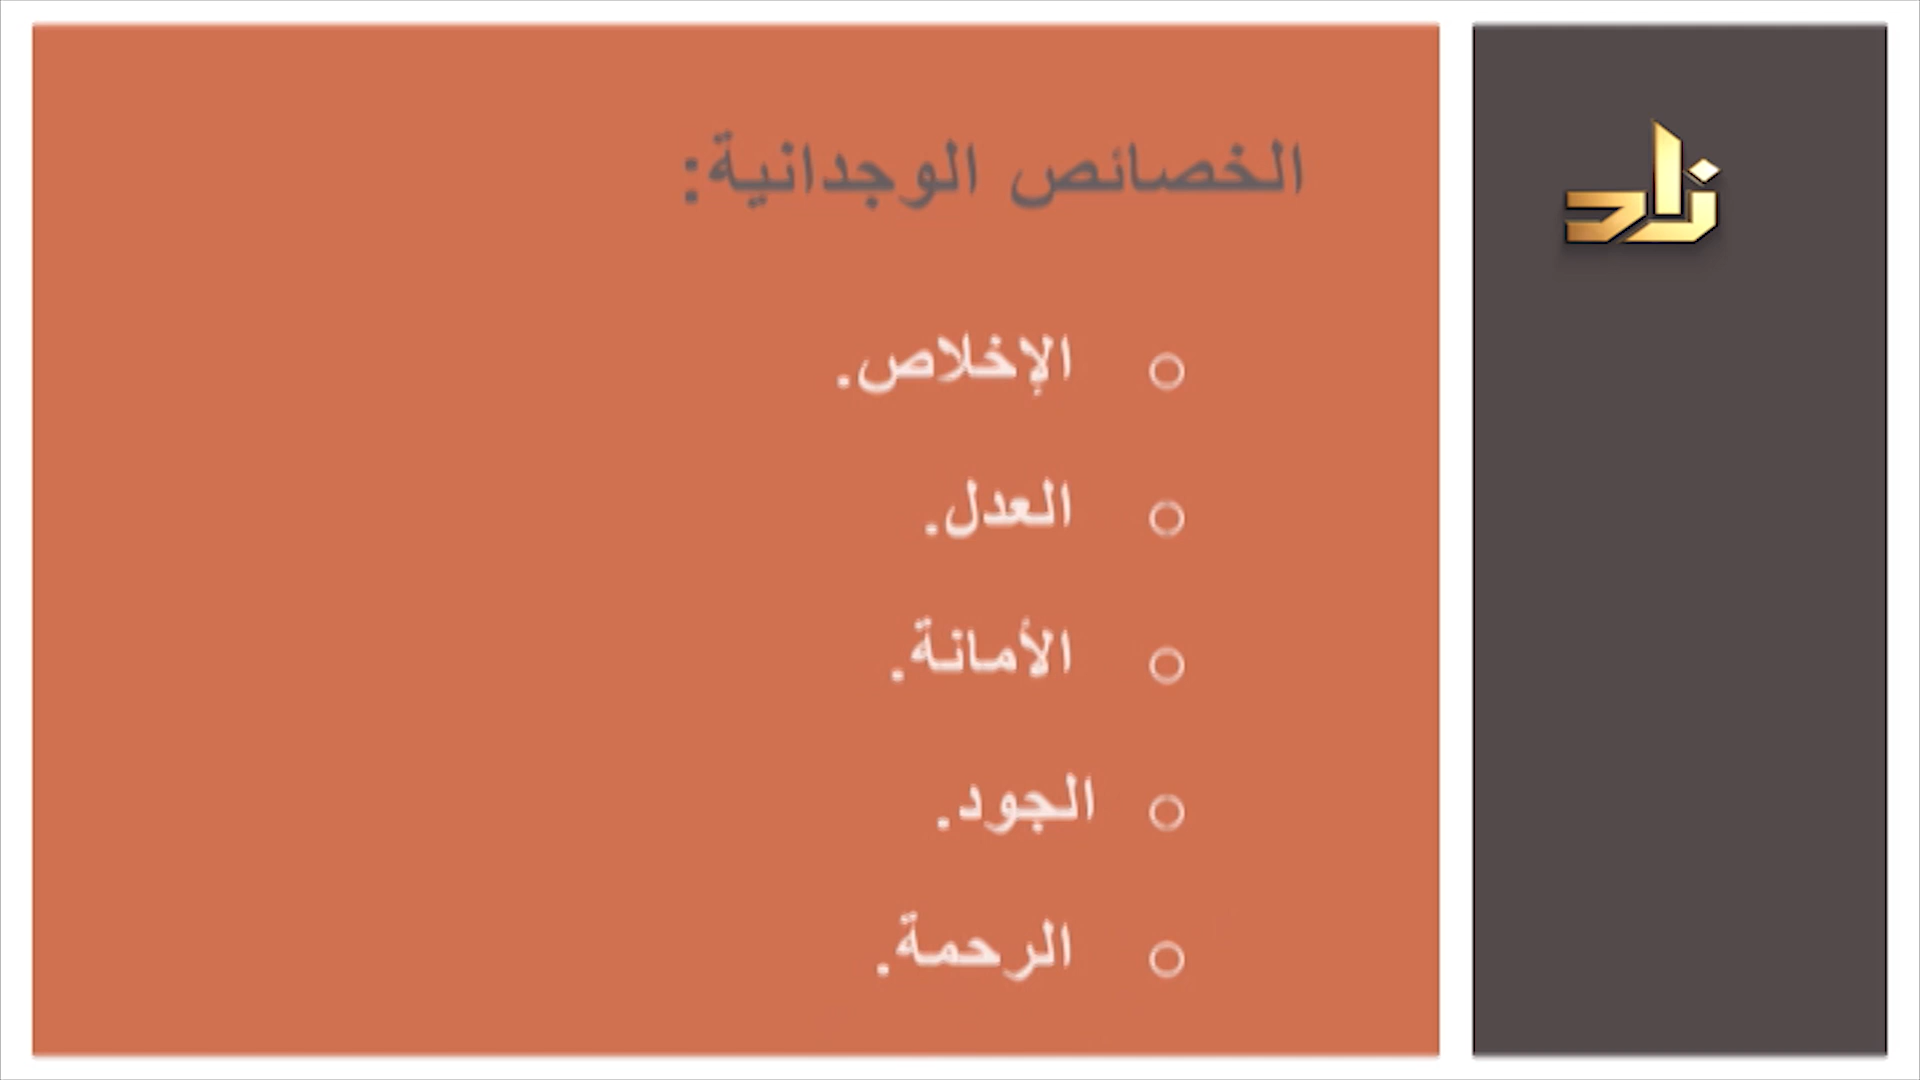 زاد
الخصائص الوجدانية:
الإخلاص.
العدل.
الأمانة.
الجود.
الرحمة.